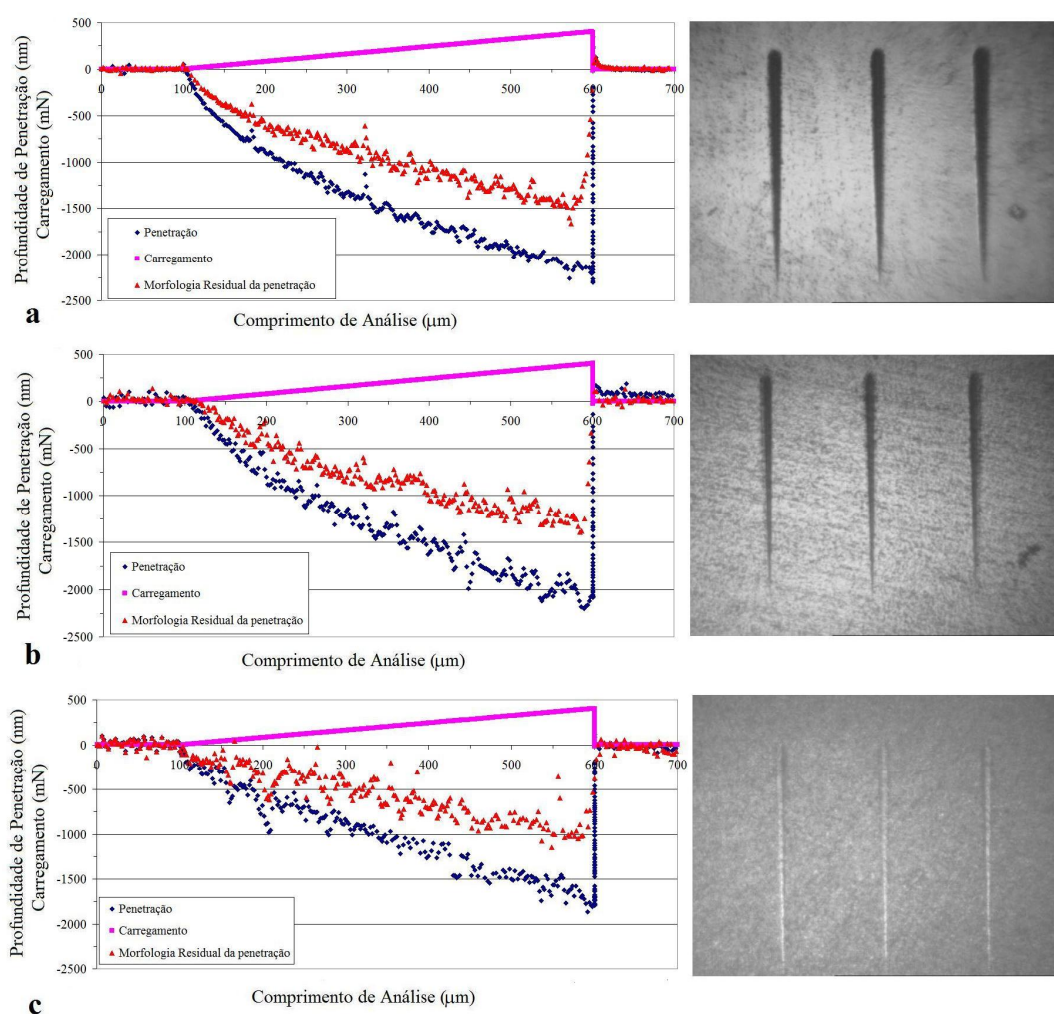 500
0
-500
-1000
-1500
-2000
-2500
0 100 200 300 400 500 600 700
Profundidade de Penetração (nm)
Carregamento (mN)
Penetração
Carregamento
Morfologia Residual da penetração
a
Comprimento de Análise (µm)
500
0
-500
-1000
-1500
-2000
-2500
0 100 200 300 400 500 600 700
Profundidade de Penetração (nm)
Carregamento (mN)
Penetração
Carregamento
Morfologia Residual da penetração
b
Comprimento de Análise (µm)
500
0
-500
-1000
-1500
-2000
-2500
0 100 200 300 400 500 600 700
Profundidade de Penetração (nm)
Carregamento (mN)
Penetração
Carregamento
Morfologia Residual da penetração
c
Comprimento de Análise (µm)